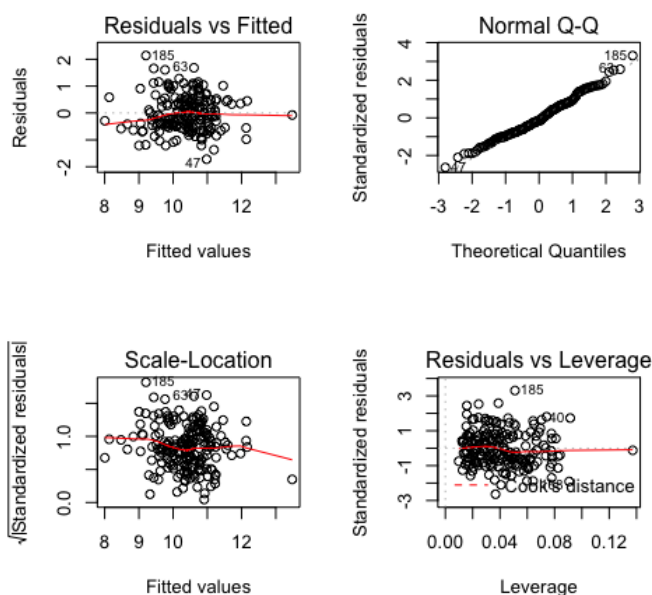 Residuals vs Fitted
Residuals
2
1
0
-2
185
63
47
8 9 10 12
Fitted values
Normal Q-Q
Standardized residuals
4
2
0
-2
185
63
47
-3 -2 -1 0 1 2 3
Theoretical Quantiles
Scale-Location
√|Standardized residuals|
1.0
0.0
185
63
47
8 9 10 12
Fitted values
Residuals vs Leverage
Standardized residuals
3
1
-1
-3
185
40
Cook's distance
0.00 0.04 0.08 0.12
Leverage